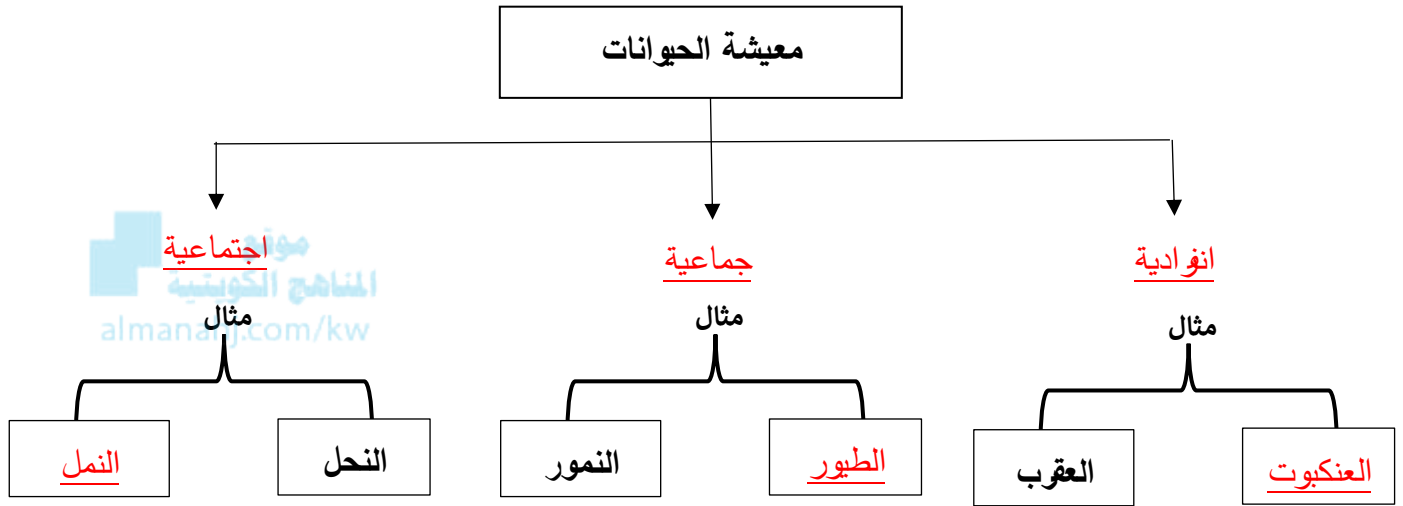 معيشة الحيوانات
انفرادية
جماعية
اجتماعية
موقع
المناهج الكويتية
almanahj.com/kw
مثال
مثال
مثال
العنكبوت
العقرب
الطيور
النمور
النحل
النمل